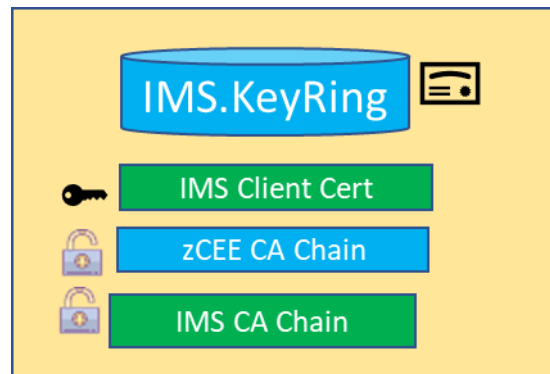 IMS.KeyRing
IMS Client Cert
zCEE CA Chain
IMS CA Chain